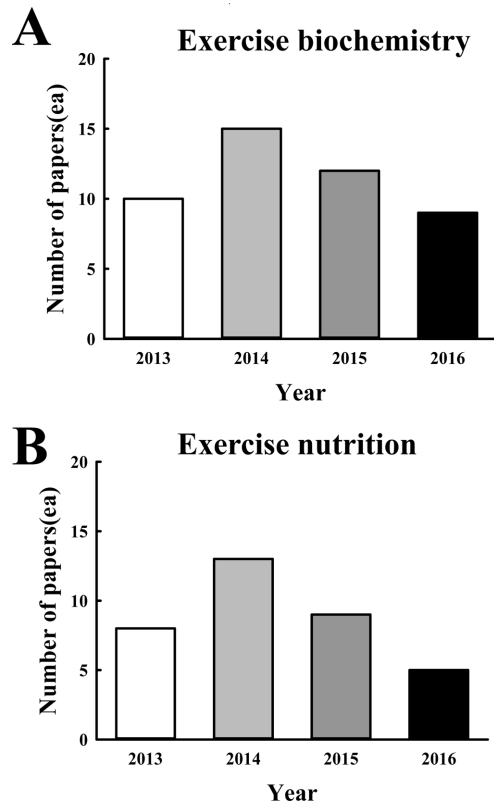 A
Exercise biochemistry
Number of papers(ea)
20
15
10
5
0
2013 2014 2015 2016
Year
B
Exercise nutrition
Number of papers(ea)
20
15
10
5
0
2013 2014 2015 2016
Year